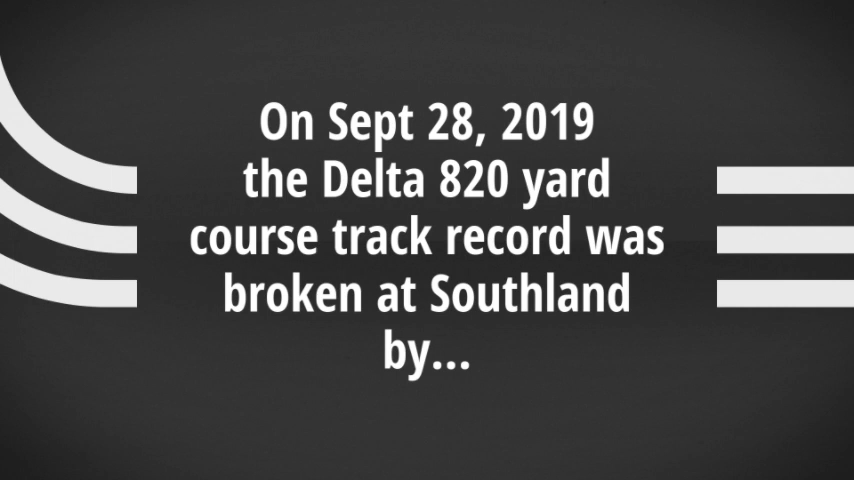 On Sept 28, 2019
the Delta 820 yard
course track record was
broken at Southland
by...